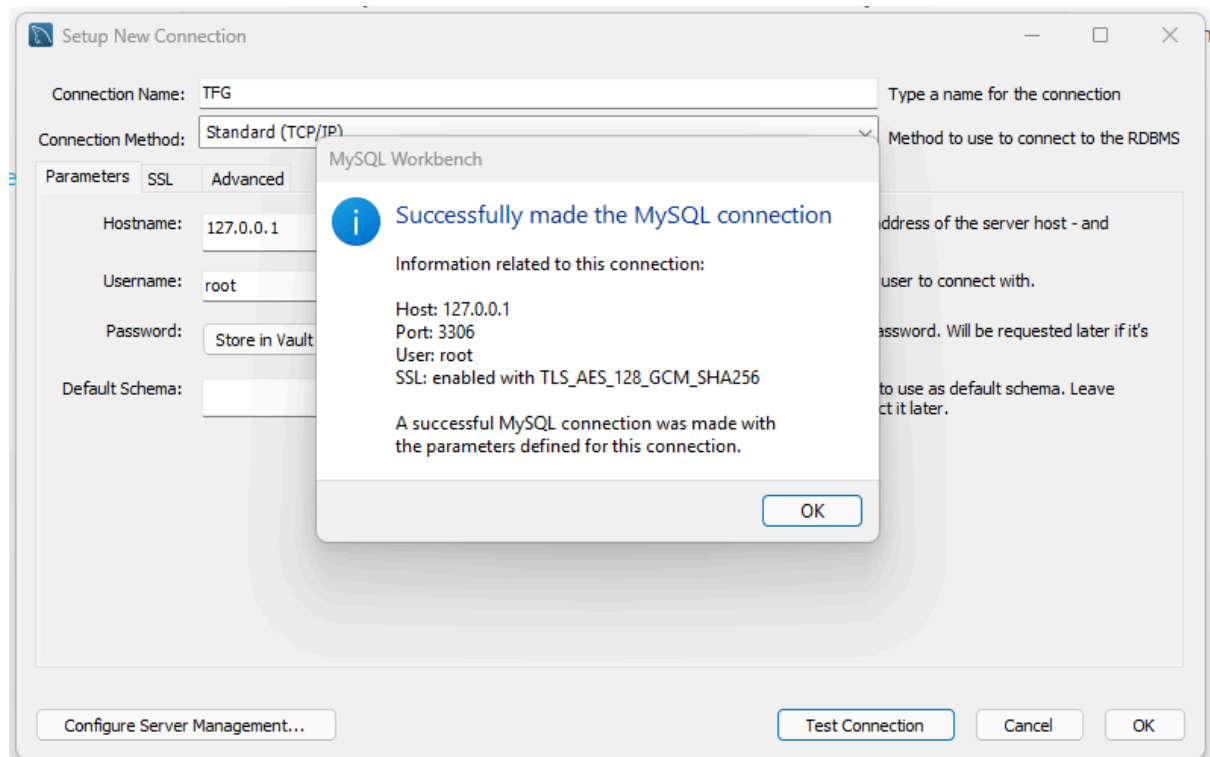 Setup New Connection
Connection Name: TFG Type a name for the connection
Connection Method: Standard (TCP/IP) Method to use to connect to the RDBMS
Parameters SSL Advanced
Hostname: 127.0.0.1 address of the server host - and
Username: root user to connect with.
Password: Store in Vault Will be requested later if it's
Default Schema: to use as default schema. Leave
it later.
MySQL Workbench
Successfully made the MySQL connection
Information related to this connection:
Host: 127.0.0.1
Port: 3306
User: root
SSL: enabled with TLS_AES_128_GCM_SHA256
A successful MySQL connection was made with
the parameters defined for this connection.
OK
Configure Server Management... Test Connection Cancel OK